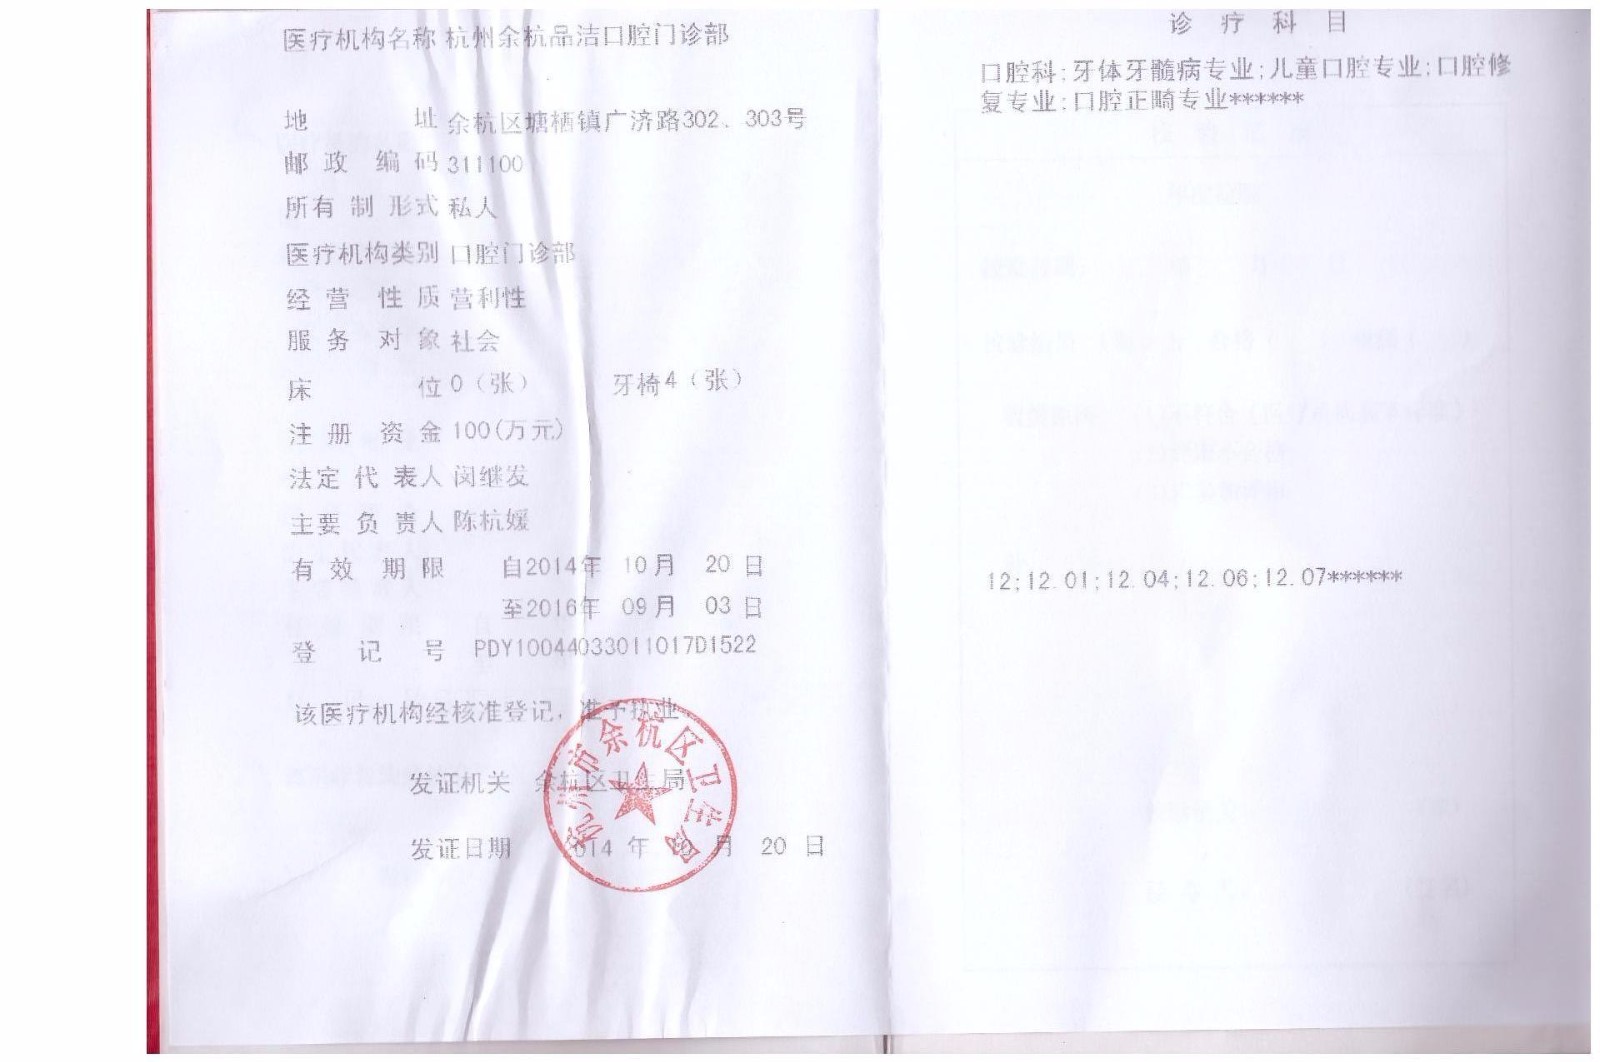 医疗机构名称 杭州余杭品洁口腔门诊部
地 址 余杭区塘栖镇广济路302、303号
邮政编码 311100
所有制形式 私人
医疗机构类别 口腔门诊部
经营性质 营利性
服务对象 社会
床 位 0（张） 牙椅4（张）
注册资金 100(万元)
法定代表人 闵继发
主要负责人 陈杭媛
有效期限 自2014年 10月 20日
至2016年 09月 03日
登记号 PDY10044033011017D1522
该医疗机构经核准登记，准予执业
发证机关 余杭区卫生局
发证日期 2014 年 10 月 20 日
杭州市余杭区卫生局
诊疗科目
口腔科;牙体牙髓病专业;儿童口腔专业;口腔修
复专业;口腔正畸专业******
12;12.01;12.04;12.06;12.07******